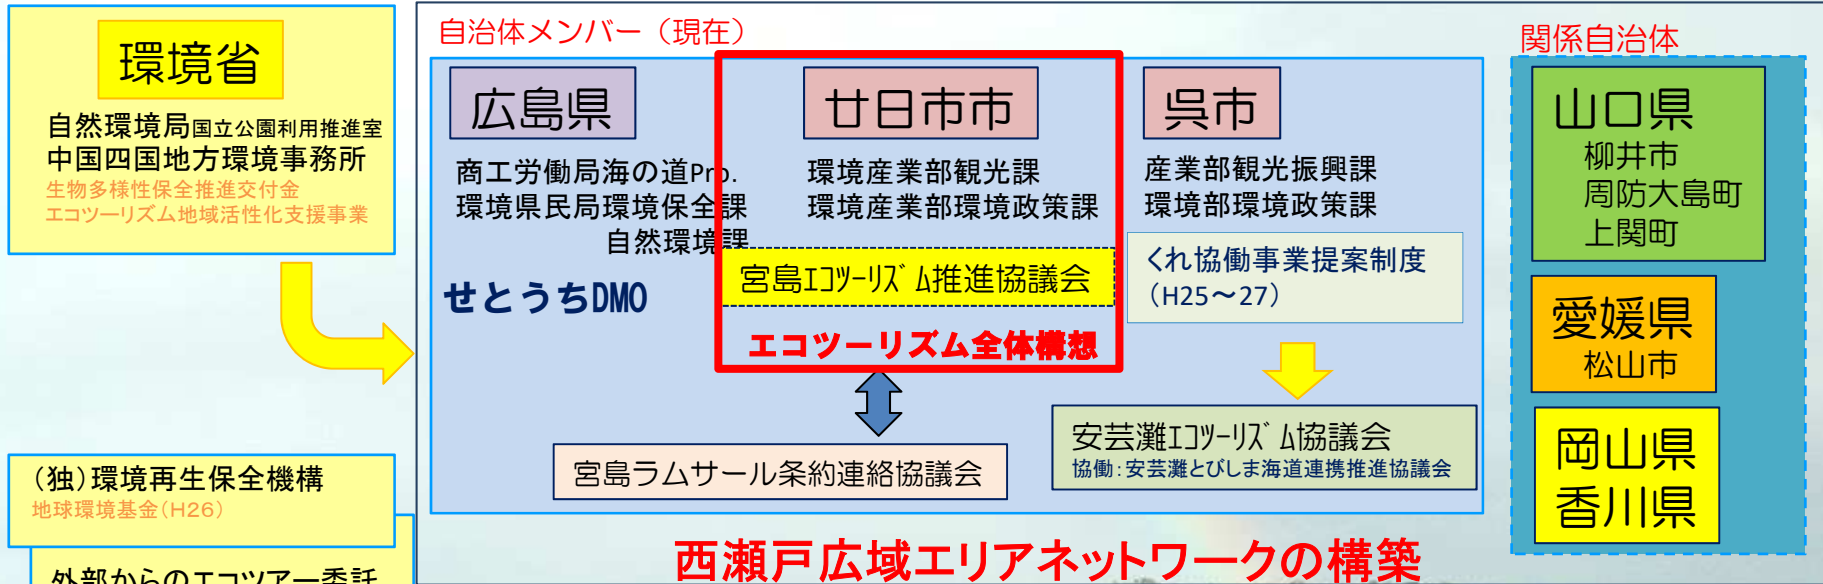 環境省
自然環境局国立公園利用推進室
中国四国地方環境事務所
生物多様性保全推進交付金
エコツーリズム地域活性化支援事業
(独)環境再生保全機構
地球環境基金(H26)
外部からのエコツアー委託
自治体メンバー（現在）
広島県
商工労働局海の道Pro.
環境県民局環境保全課
自然環境課
せとうちDMO
廿日市市
環境産業部観光課
環境産業部環境政策課
宮島ｴｺﾂｰﾘｽﾞﾑ推進協議会
エコツーリズム全体構想
呉市
産業部観光振興課
環境部環境政策課
くれ協働事業提案制度
（H25～27）
宮島ラムサール条約連絡協議会
安芸灘ｴｺﾂｰﾘｽﾞﾑ協議会
協働：安芸灘とびしま海道連携推進協議会
西瀬戸広域エリアネットワークの構築
関係自治体
山口県
柳井市
周防大島町
上関町
愛媛県
松山市
岡山県
香川県